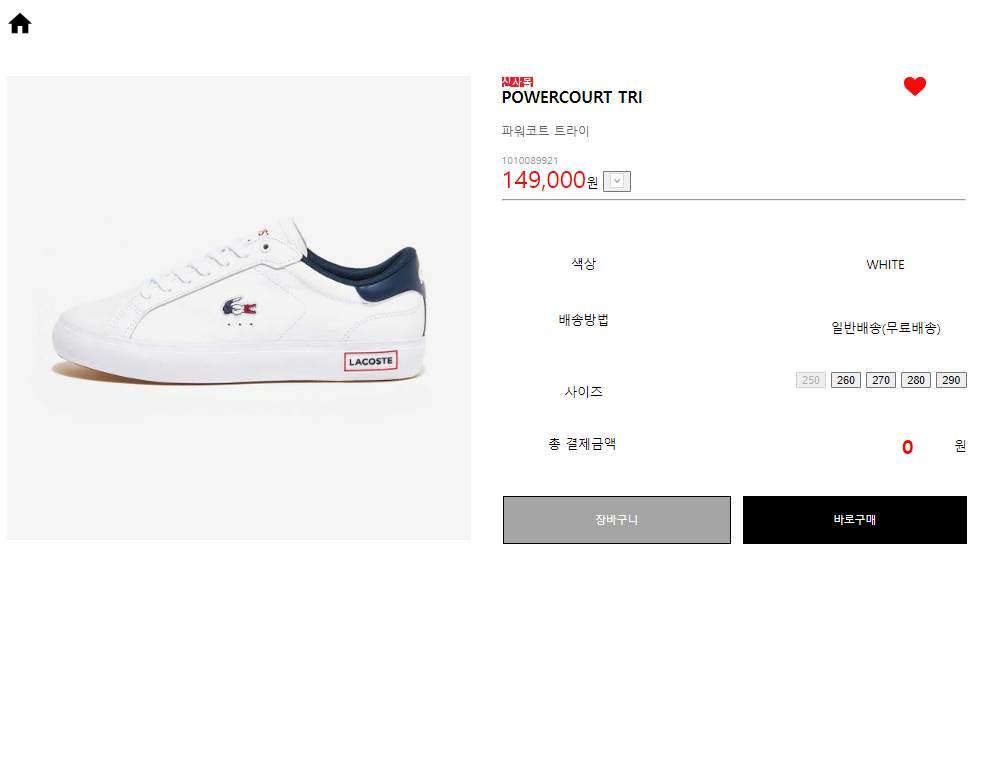 신상품
POWERCOURT TRI
파워코트 트라이
1010089921
149,000원
색상 WHITE
배송방법 일반배송(무료배송)
사이즈 250 260 270 280 290
총 결제금액 0 원
장바구니 바로구매
LACOSTE